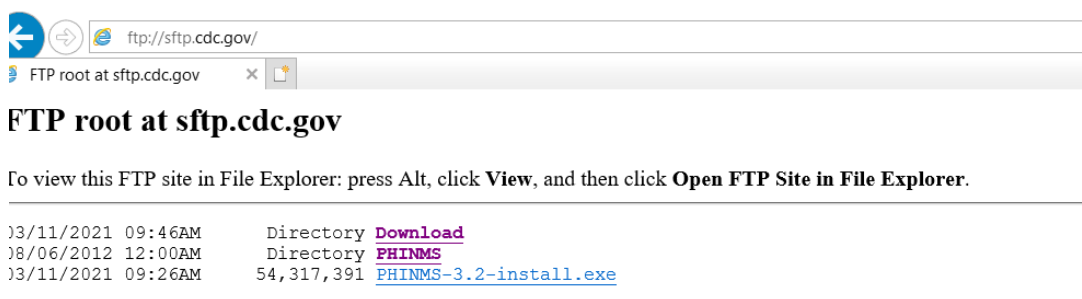 ftp://sftp.cdc.gov/
FTP root at sftp.cdc.gov
FTP root at sftp.cdc.gov
To view this FTP site in File Explorer: press Alt, click View, and then click Open FTP Site in File Explorer.
03/11/2021 09:46AM Directory Download
08/06/2012 12:00AM Directory PHINMS
03/11/2021 09:26AM 54,317,391 PHINMS-3.2-install.exe